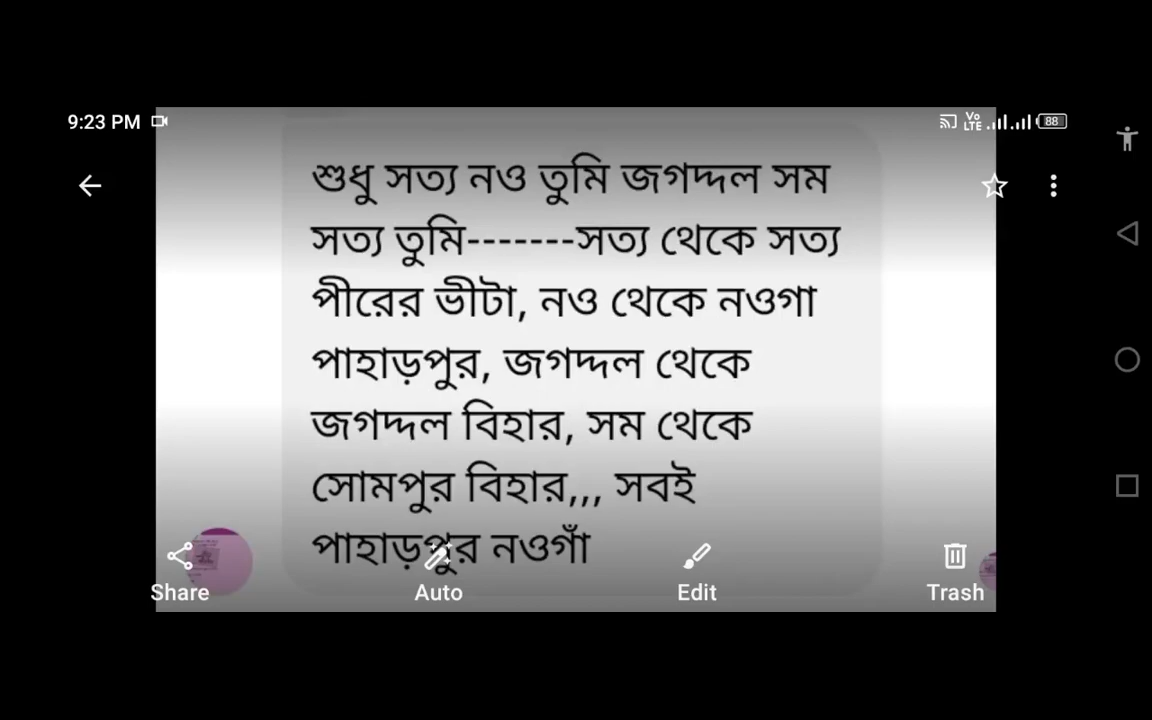 9:23 PM
88
শুধু সত্য নও তুমি জগদ্দল সম
সত্য তুমি-------সত্য থেকে সত্য
পীরের ভীটা, নও থেকে নওগা
পাহাড়পুর, জগদ্দল থেকে
জগদ্দল বিহার, সম থেকে
সোমপুর বিহার,,, সবই
পাহাড়পুর নওগাঁ
Share Auto Edit Trash